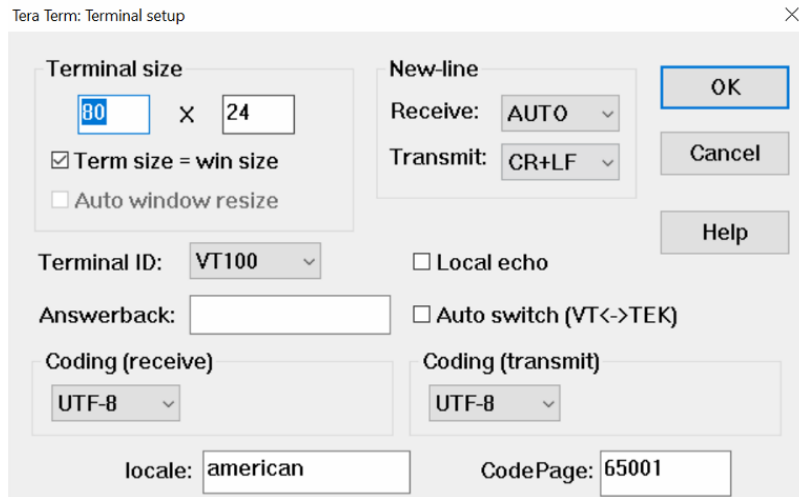 Tera Term: Terminal setup
Terminal size
80 X 24
Term size = win size
Auto window resize
New-line
Receive: AUTO
Transmit: CR+LF
OK
Cancel
Help
Terminal ID: VT100
Local echo
Answerback:
Auto switch (VT<->TEK)
Coding (receive)
UTF-8
Coding (transmit)
UTF-8
locale: american
CodePage: 65001